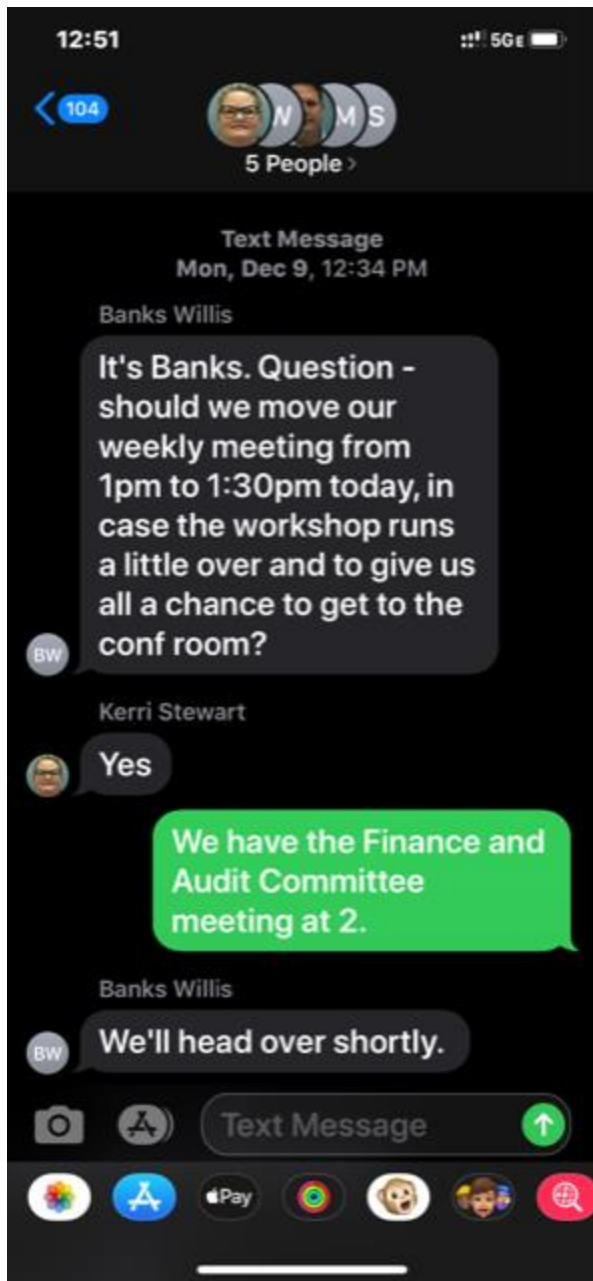 12:51
5GE
104
W
M
S
5 People >
Text Message
Mon, Dec 9, 12:34 PM
Banks Willis
It's Banks. Question -
should we move our
weekly meeting from
1pm to 1:30pm today, in
case the workshop runs
a little over and to give us
all a chance to get to the
conf room?
BW
Kerri Stewart
Yes
We have the Finance and
Audit Committee
meeting at 2.
Banks Willis
We'll head over shortly.
BW
Text Message
Pay